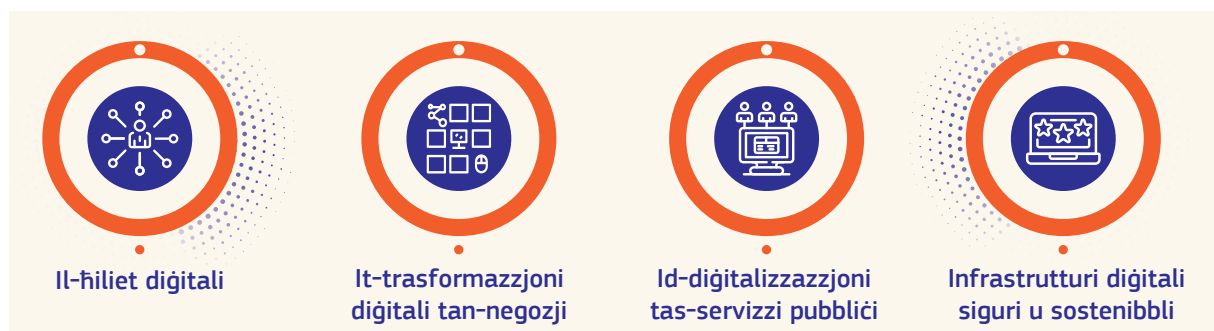 Il-ħiliet diġitali
It-trasformazzjoni
diġitali tan-negozji
Id-diġitalizzazzjoni
tas-servizzi pubbliċi
Infrastrutturi diġitali
siguri u sostenibbli